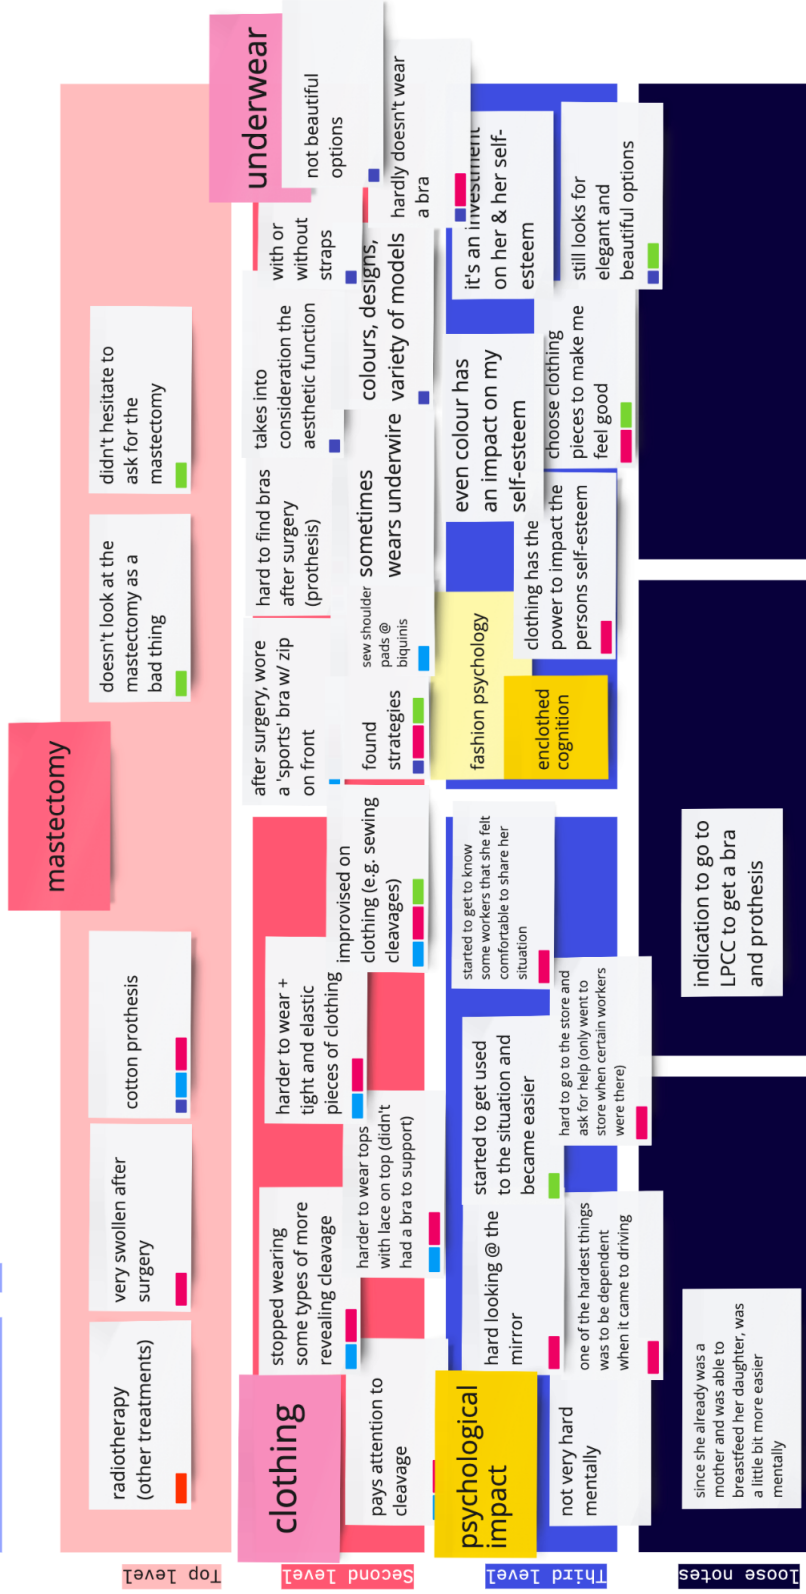 mastectomy
Top level
radiotherapy
(other treatments)
very swollen after
surgery
cotton prothesis
doesn't look at the
mastectomy as a
bad thing
didn't hesitate to
ask for the
mastectomy
Second level
clothing
pays attention to
cleavage
stopped wearing
some types of more
revealing cleavage
harder to wear tops
with lace on top (didn't
had a bra to support)
harder to wear +
tight and elastic
pieces of clothing
improvised on
clothing (e.g. sewing
cleavages)
underwear
after surgery, wore
a 'sports' bra w/ zip
on front
found
strategies
sew shoulder
pads @
biquinis
hard to find bras
after surgery
(prothesis)
sometimes
wears underwire
takes into
consideration the
aesthetic function
colours, designs,
variety of models
with or
without
straps
not beautiful
options
hardly doesn't wear
a bra
Third level
psychological
impact
not very hard
mentally
hard looking @ the
mirror
one of the hardest things
was to be dependent
when it came to driving
started to get used
to the situation and
became easier
hard to go to the store and
ask for help (only went to
store when certain workers
were there)
started to get to know
some workers that she felt
comfortable to share her
situation
fashion psychology
enclothed
cognition
clothing has the
power to impact the
persons self-esteem
even colour has
an impact on my
self-esteem
choose clothing
pieces to make me
feel good
it's an investment
on her & her self-
esteem
still looks for
elegant and
beautiful options
Loose notes
since she already was a
mother and was able to
breastfeed her daughter, was
a little bit more easier
mentally
indication to go to
LPCC to get a bra
and prothesis